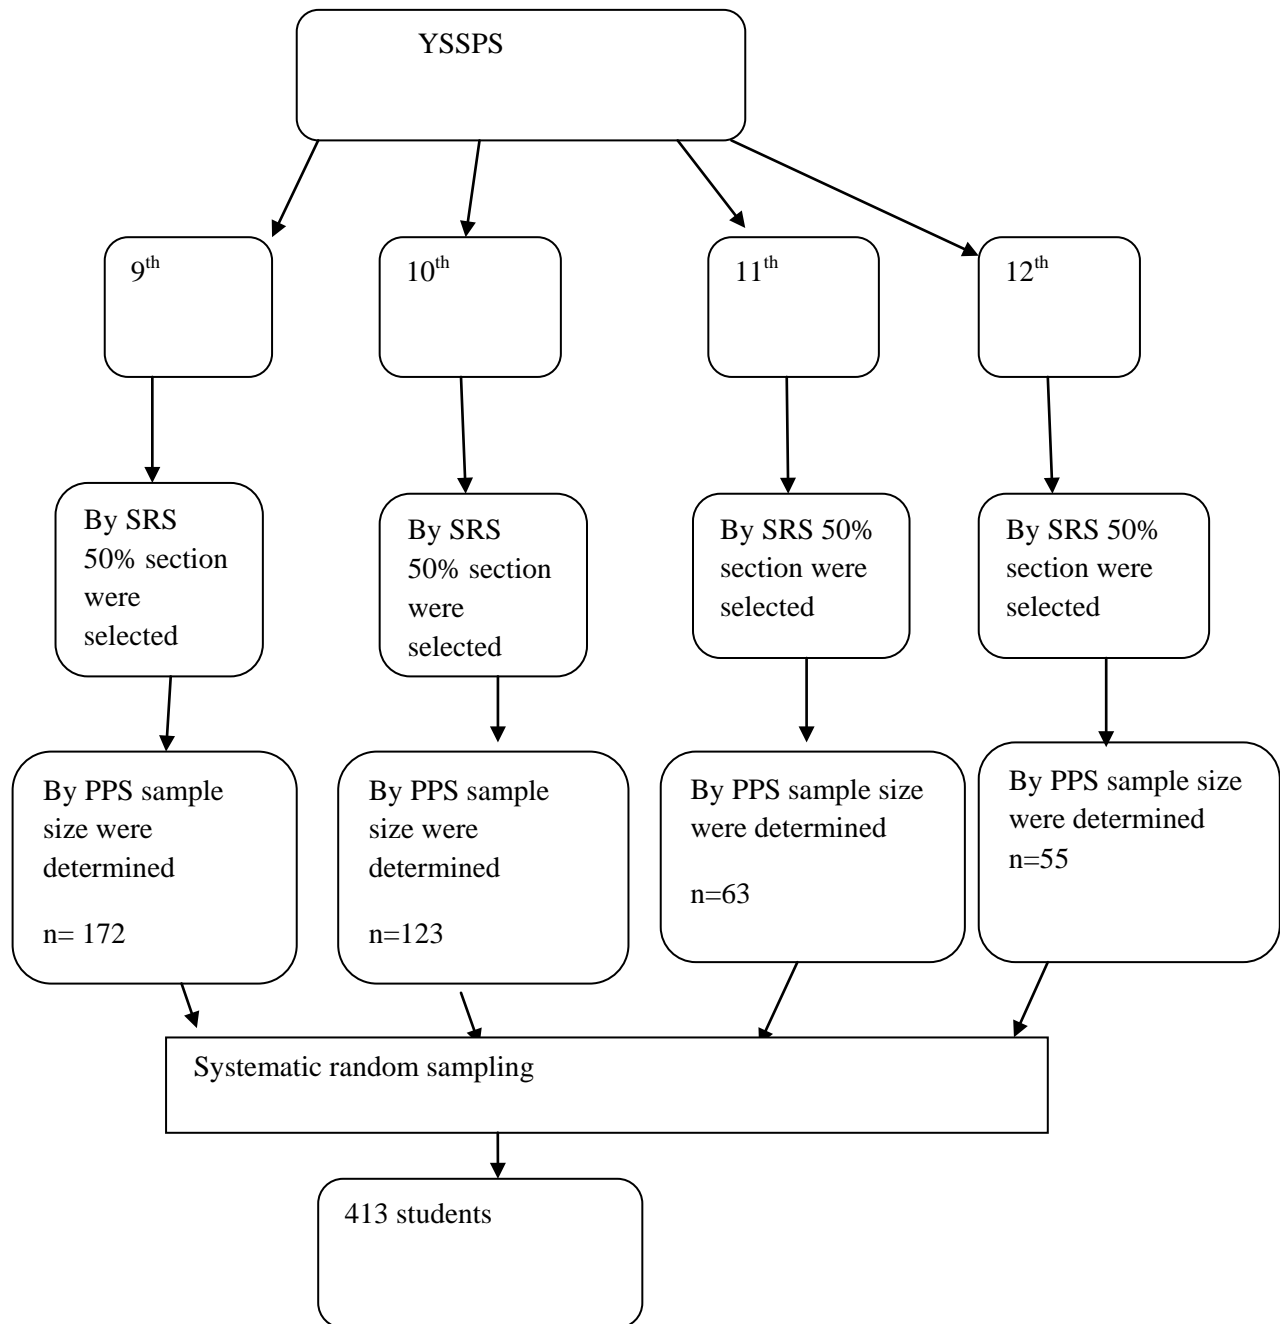 YSSPS
9th
10th
11th
12th
By SRS
50% section
were
selected
By SRS
50% section
were
selected
By SRS 50%
section were
selected
By SRS 50%
section were
selected
By PPS sample
size were
determined
n= 172
By PPS sample
size were
determined
n=123
By PPS sample size
were determined
n=63
By PPS sample size
were determined
n=55
Systematic random sampling
413 students